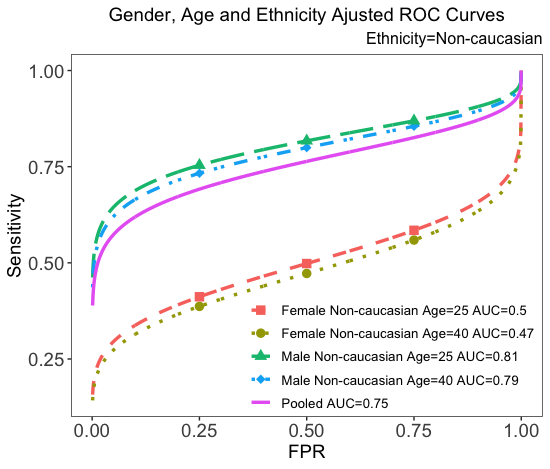 Gender, Age and Ethnicity Ajusted ROC Curves
Ethnicity=Non-caucasian
1.00
0.75
0.50
0.25
Sensitivity
Female Non-caucasian Age=25 AUC=0.5
Female Non-caucasian Age=40 AUC=0.47
Male Non-caucasian Age=25 AUC=0.81
Male Non-caucasian Age=40 AUC=0.79
Pooled AUC=0.75
0.00 0.25 0.50 0.75 1.00
FPR